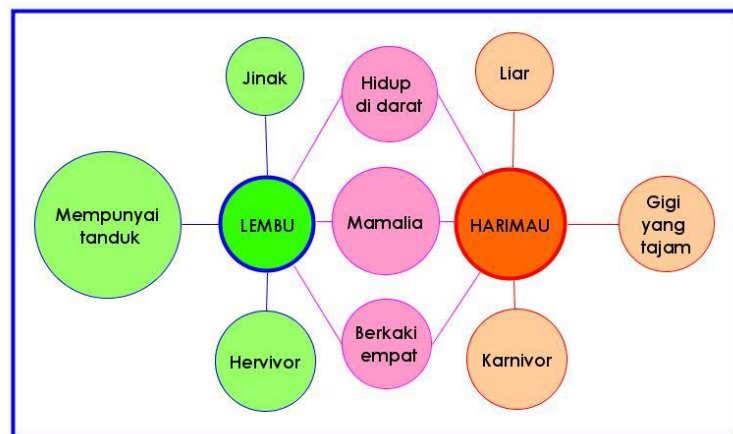 Jinak
Hidup
di darat
Liar
Mempunyai
tanduk
LEMBU
Mamalia
HARIMAU
Gigi
yang
tajam
Hervivor
Berkaki
empat
Karnivor